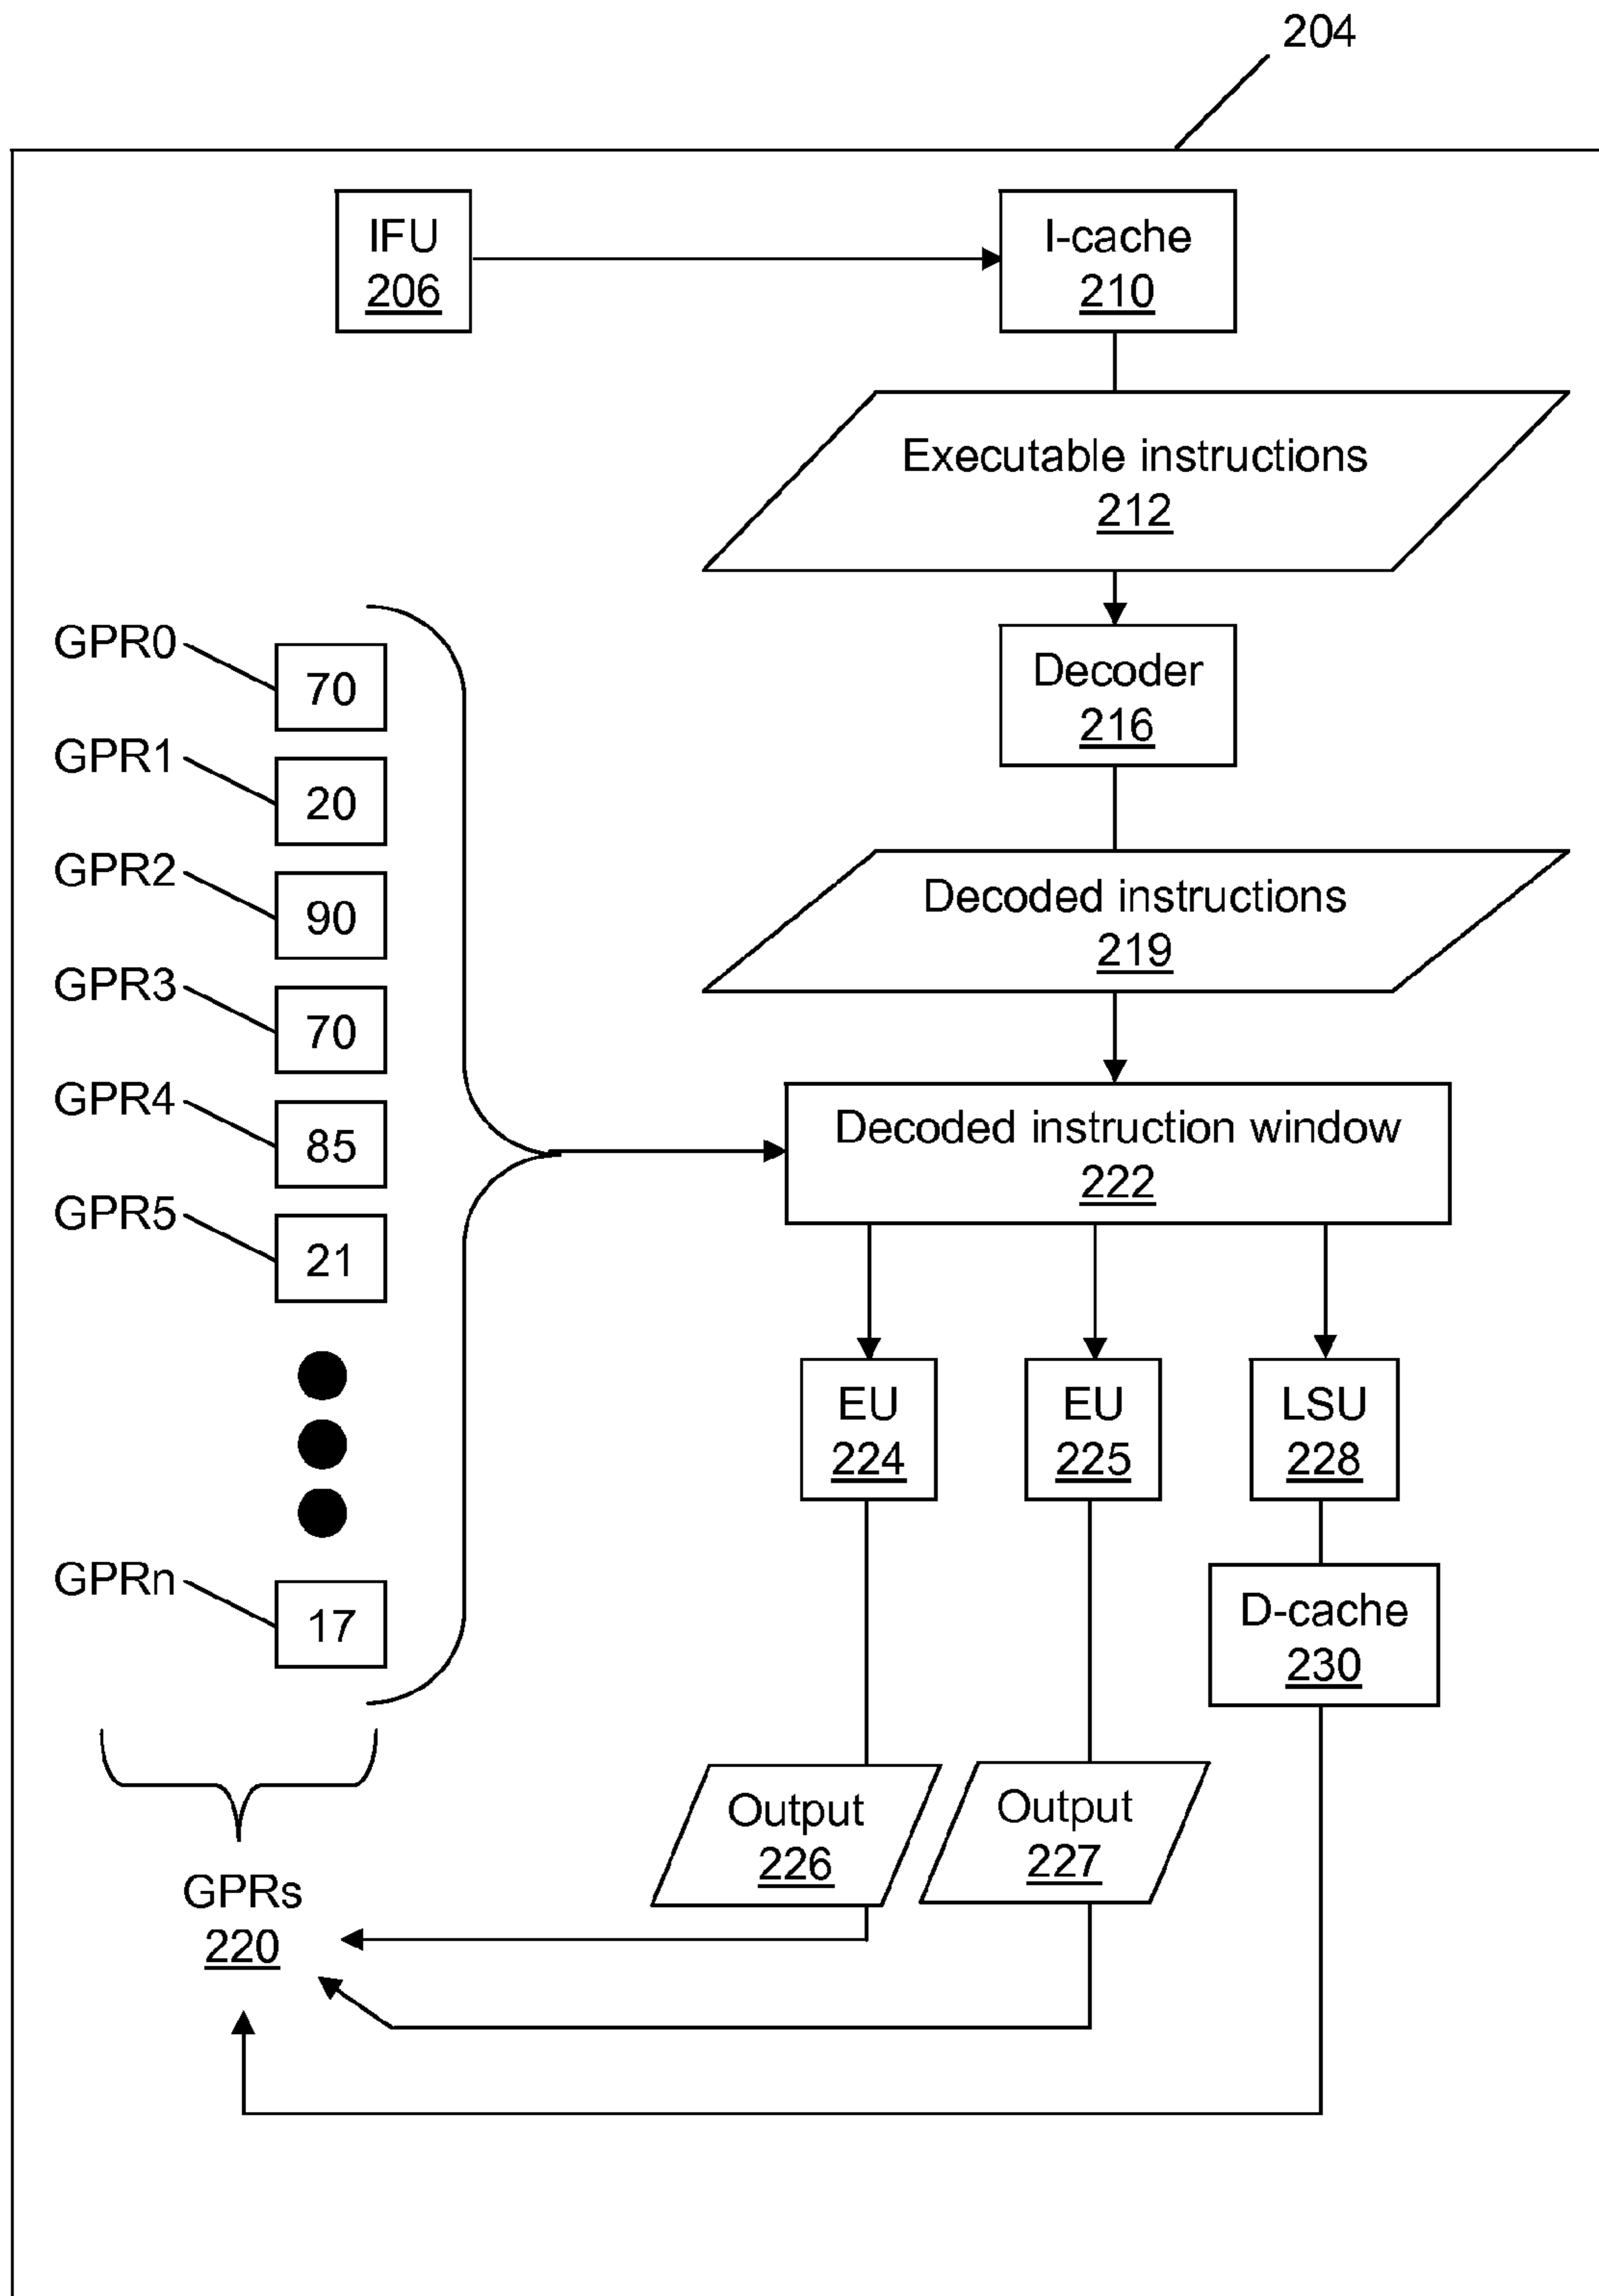 204
IFU
206
I-cache
210
Executable instructions
212
GPR0
70
Decoder
216
GPR1
20
GPR2
90
Decoded instructions
219
GPR3
70
GPR4
85
Decoded instruction window
222
GPR5
21
EU
224
EU
225
LSU
228
GPRn
17
D-cache
230
Output
226
Output
227
GPRs
220